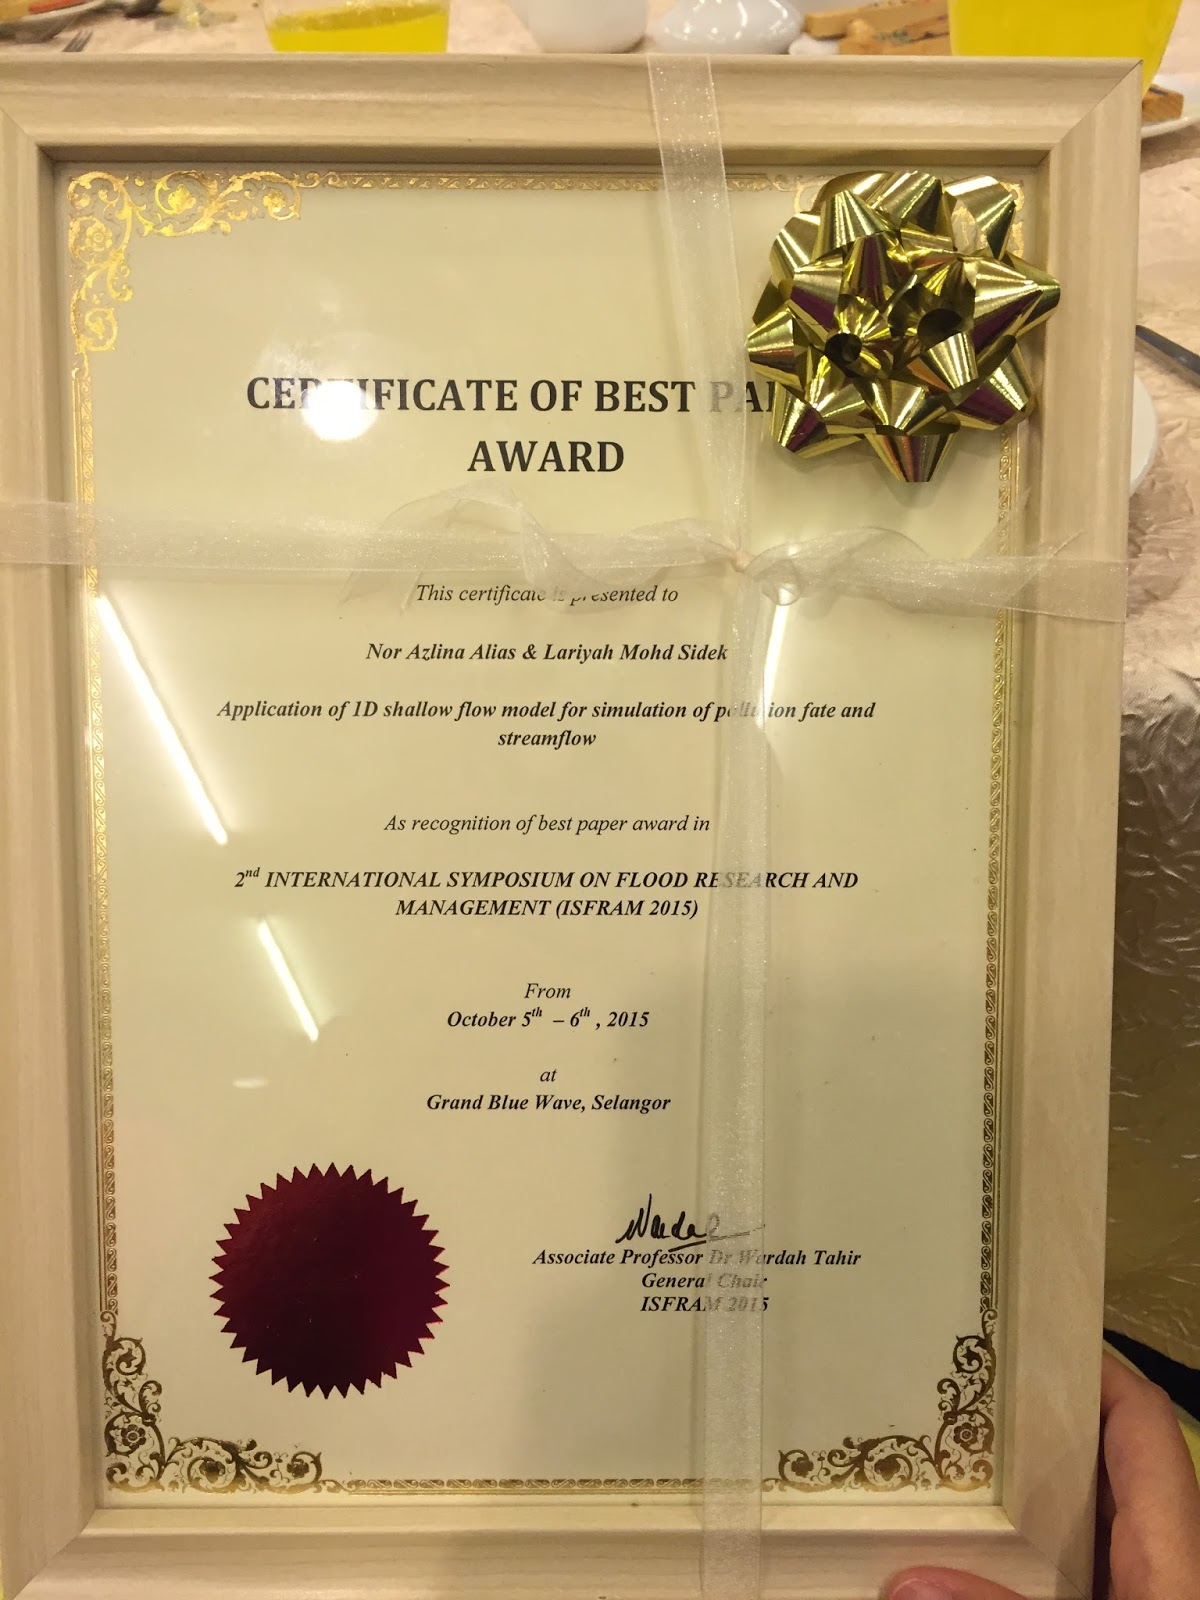 CERTIFICATE OF BEST PAPER
AWARD
This certificate is presented to
Nor Azlina Alias & Lariyah Mohd Sidek
Application of 1D shallow flow model for simulation of pollution fate and
streamflow
As recognition of best paper award in
2nd INTERNATIONAL SYMPOSIUM ON FLOOD RESEARCH AND
MANAGEMENT (ISFRAM 2015)
From
October 5th – 6th , 2015
at
Grand Blue Wave, Selangor
Wardah
Associate Professor Dr Wardah Tahir
General Chair
ISFRAM 2015